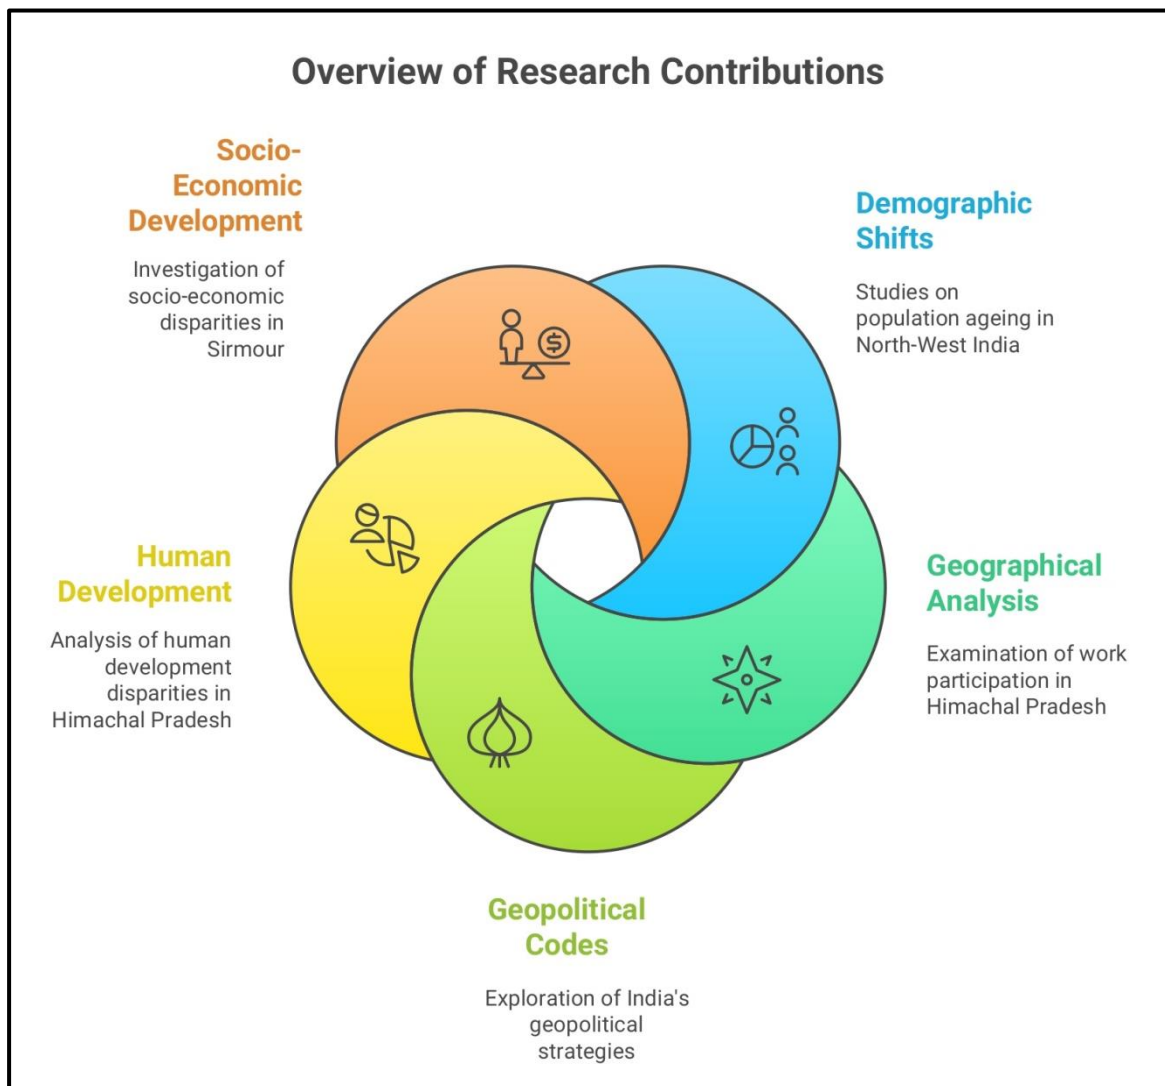 Overview of Research Contributions
Socio-
Economic
Development
Investigation of
socio-economic
disparities in
Sirmour
Demographic
Shifts
Studies on
population ageing in
North-West India
$
Human
Development
Analysis of human
development
disparities in
Himachal Pradesh
Geographical
Analysis
Examination of work
participation in
Himachal Pradesh
Geopolitical
Codes
Exploration of India's
geopolitical
strategies